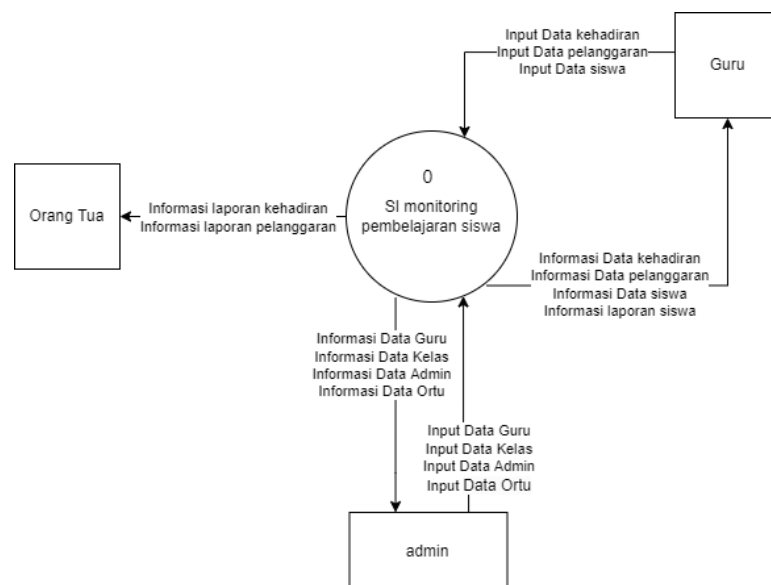 Input Data kehadiran
Input Data pelanggaran
Input Data siswa
Guru
0
SI monitoring
pembelajaran siswa
Orang Tua
Informasi laporan kehadiran
Informasi laporan pelanggaran
Informasi Data kehadiran
Informasi Data pelanggaran
Informasi Data siswa
Informasi laporan siswa
Informasi Data Guru
Informasi Data Kelas
Informasi Data Admin
Informasi Data Ortu
Input Data Guru
Input Data Kelas
Input Data Admin
Input Data Ortu
admin